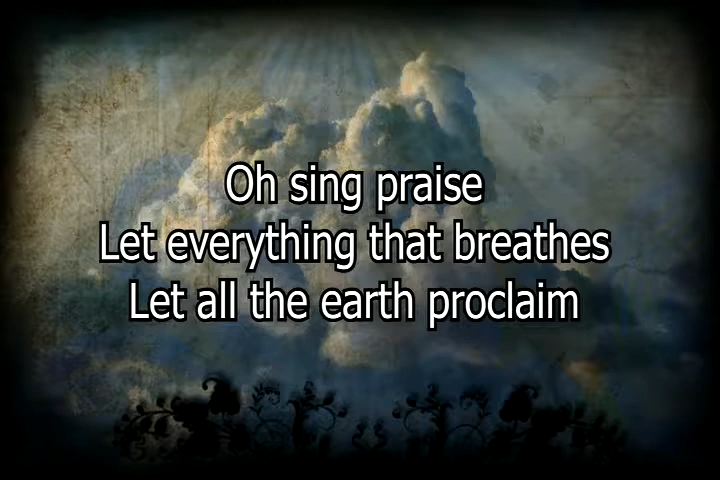 Oh sing praise
Let everything that breathes
Let all the earth proclaim